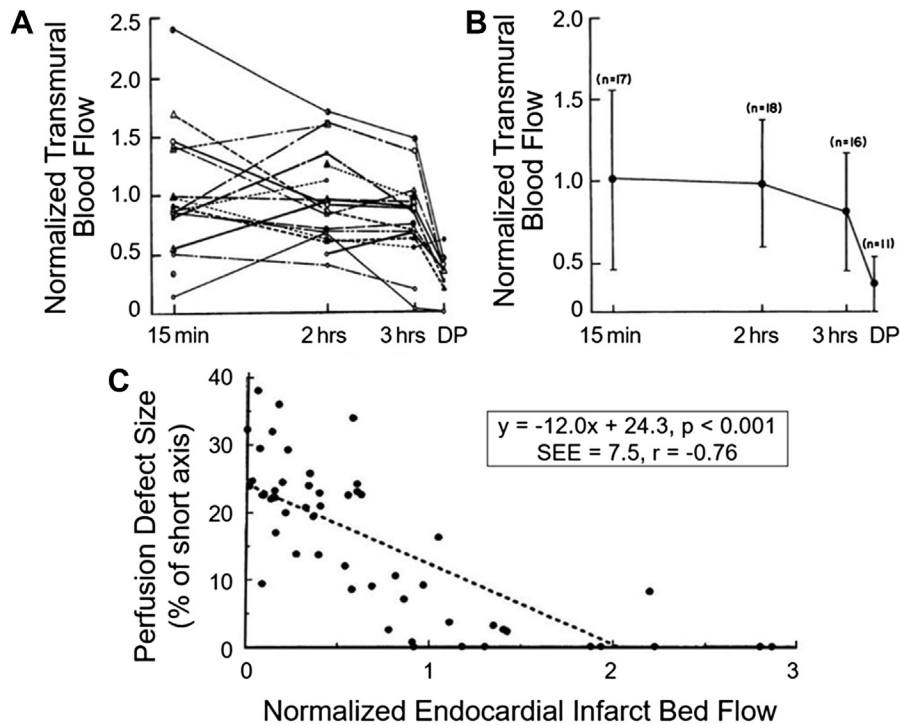 A
Normalized Transmural
Blood Flow
2.5
2.0
1.5
1.0
0.5
0
15 min
2 hrs
3 hrs
DP
B
Normalized Transmural
Blood Flow
2.0
1.5
1.0
0.5
0
(n=17)
(n=18)
(n=16)
(n=11)
15 min
2 hrs
3 hrs
DP
C
Perfusion Defect Size
(% of short axis)
40
30
20
10
0
y = -12.0x + 24.3, p < 0.001
SEE = 7.5, r = -0.76
0
1
2
3
Normalized Endocardial Infarct Bed Flow